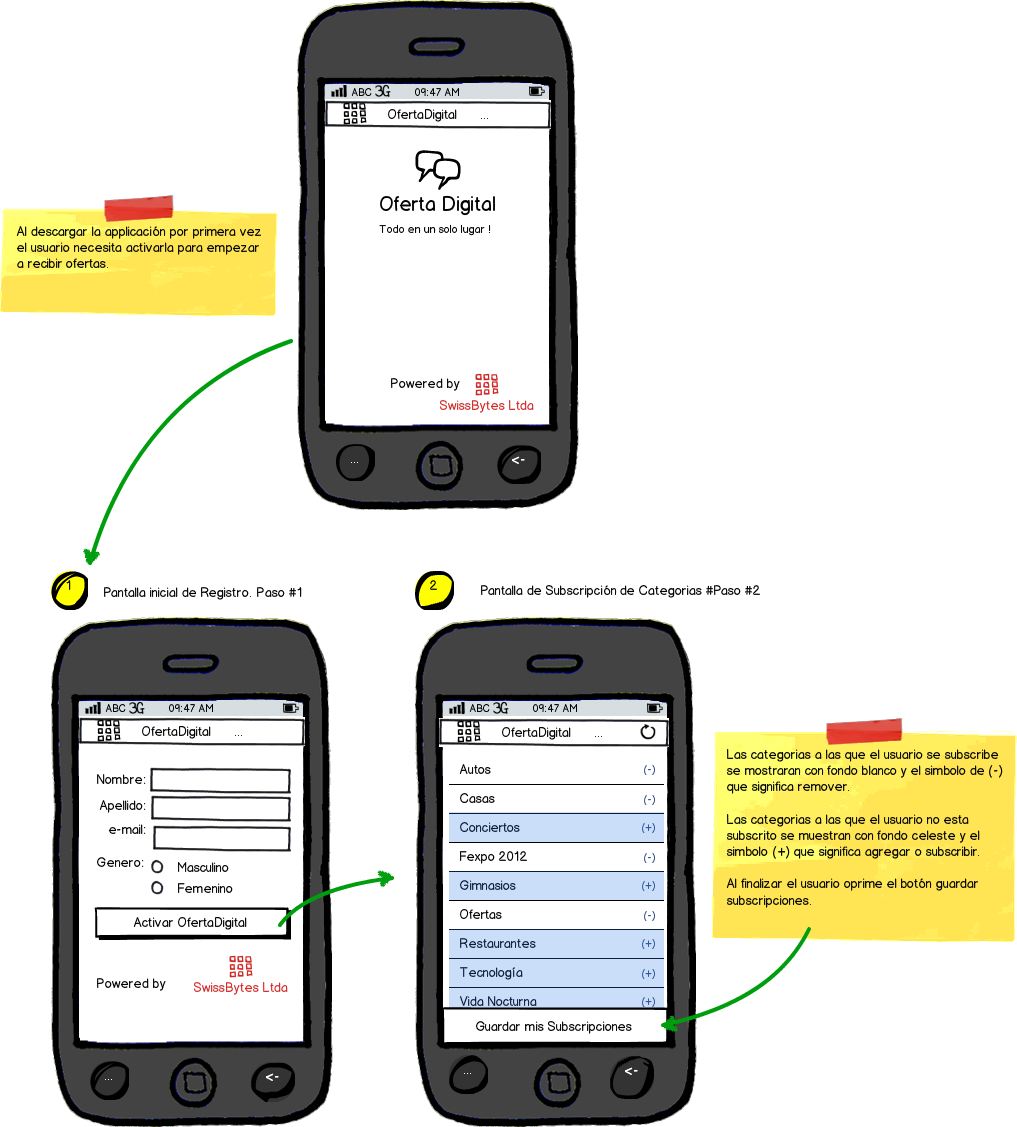 ABC 3G 09:47 AM
OfertaDigital ...
Oferta Digital
Todo en un solo lugar !
Powered by
SwissBytes Ltda
... <-
Al descargar la applicación por primera vez
el usuario necesita activarla para empezar
a recibir ofertas.
1 Pantalla inicial de Registro. Paso #1
ABC 3G 09:47 AM
OfertaDigital ...
Nombre:
Apellido:
e-mail:
Genero: Masculino
Femenino
Activar OfertaDigital
Powered by
SwissBytes Ltda
... <-
2 Pantalla de Subscripción de Categorias #Paso #2
ABC 3G 09:47 AM
OfertaDigital ...
Autos (-)
Casas (-)
Conciertos (+)
Fexpo 2012 (-)
Gimnasios (+)
Ofertas (-)
Restaurantes (+)
Tecnología (+)
Vida Nocturna (+)
Guardar mis Subscripciones
... <-
Las categorias a las que el usuario se subscribe
se mostraran con fondo blanco y el simbolo de (-)
que significa remover.
Las categorias a las que el usuario no esta
subscrito se muestran con fondo celeste y el
simbolo (+) que significa agregar o subscribir.
Al finalizar el usuario oprime el botón guardar
subscripciones.